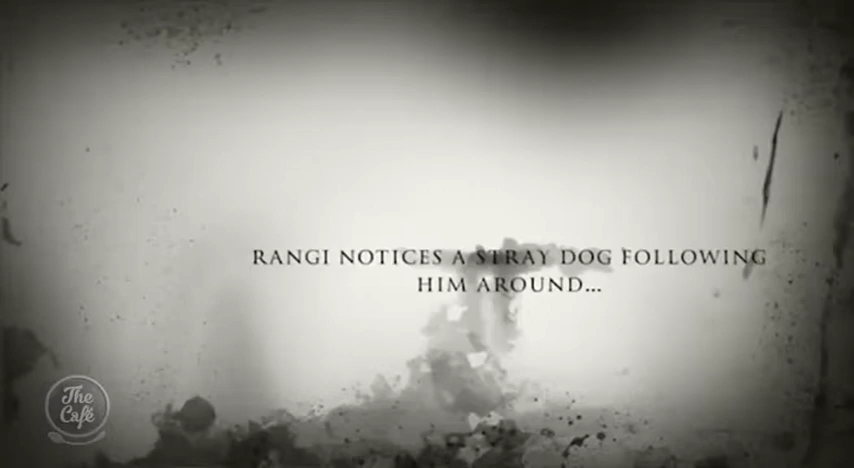 RANGI NOTICES A STRAY DOG FOLLOWING
HIM AROUND...
The
Café